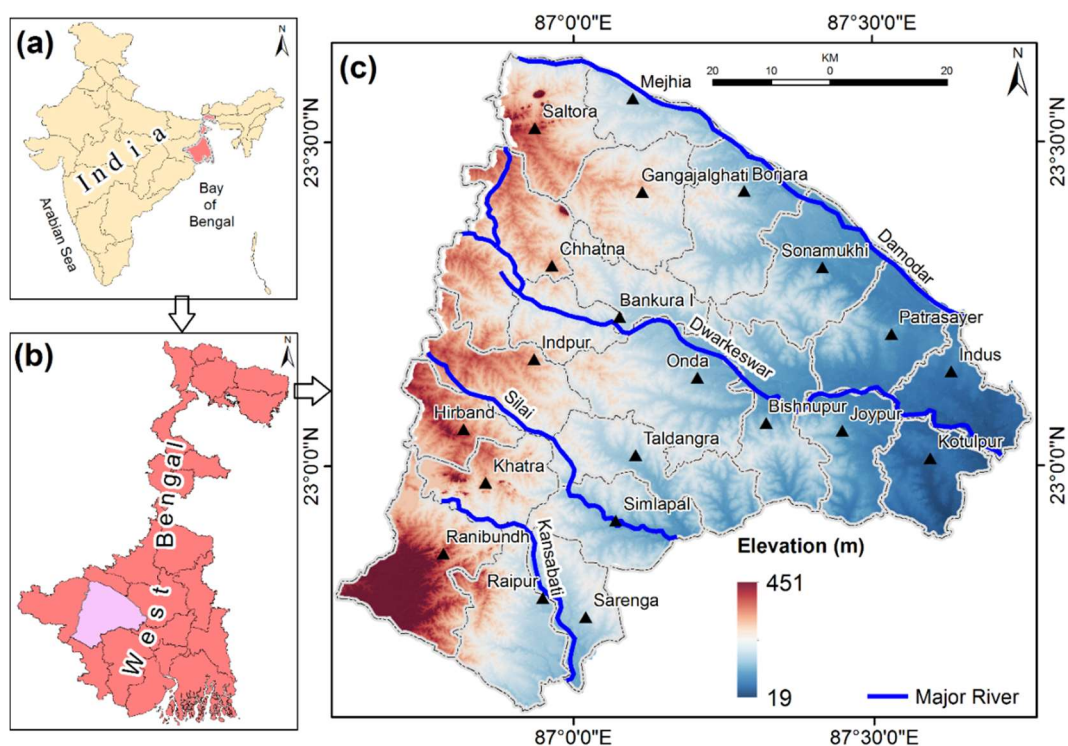 (a)
N
India
Arabian Sea
Bay
of
Bengal
(b)
N
West Bengal
(c)
87°0'0"E
87°30'0"E
KM
20
10
0
20
N
23°30'0"N
23°30'0"N
23°0'0"N
23°0'0"N
Mejhia
Saltora
Gangajalghati
Borjara
Damodar
Sonamukhi
Chhatna
Bankura I
Patrasayer
Dwarkeswar
Indpur
Onda
Indus
Silai
Bishnupur
Joypur
Hirband
Kotulpur
Taldangra
Khatra
Simlapal
Ranibundh
Kansabati
Raipur
Sarenga
Elevation (m)
451
19
Major River
87°0'0"E
87°30'0"E